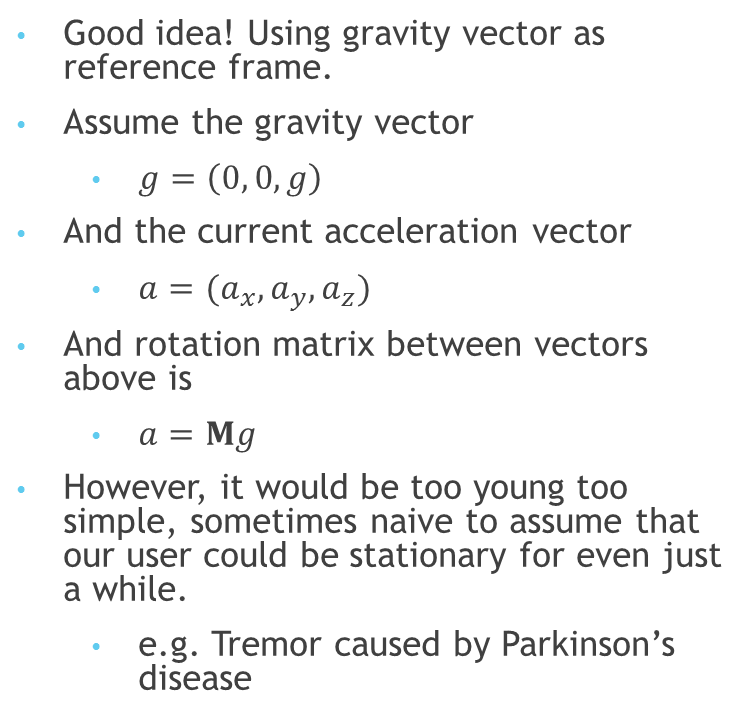 • Good idea! Using gravity vector as
reference frame.
• Assume the gravity vector
• g = (0, 0, g)
• And the current acceleration vector
• a = (aₓ, a_y, a_z)
• And rotation matrix between vectors
above is
• a = Mg
• However, it would be too young too
simple, sometimes naive to assume that
our user could be stationary for even just
a while.
• e.g. Tremor caused by Parkinson’s
disease